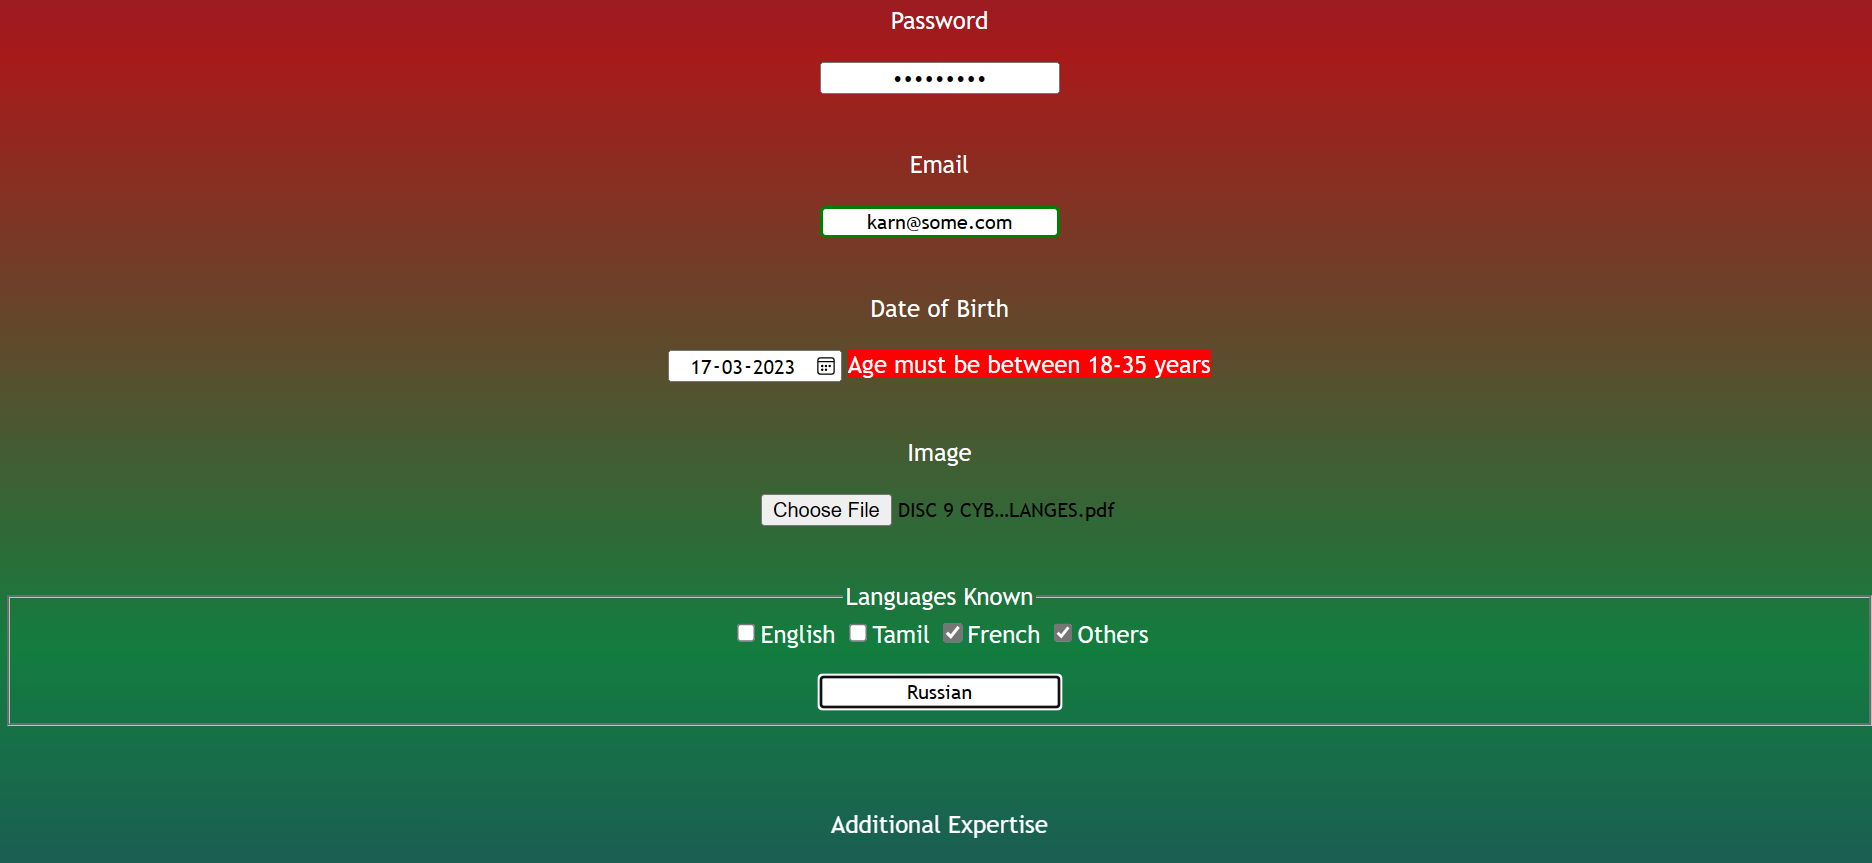 Password
•••••••••
Email
karn@some.com
Date of Birth
17-03-2023 Age must be between 18-35 years
Image
Choose File DISC 9 CYB...LANGES.pdf
Languages Known
English Tamil French Others
Russian
Additional Expertise